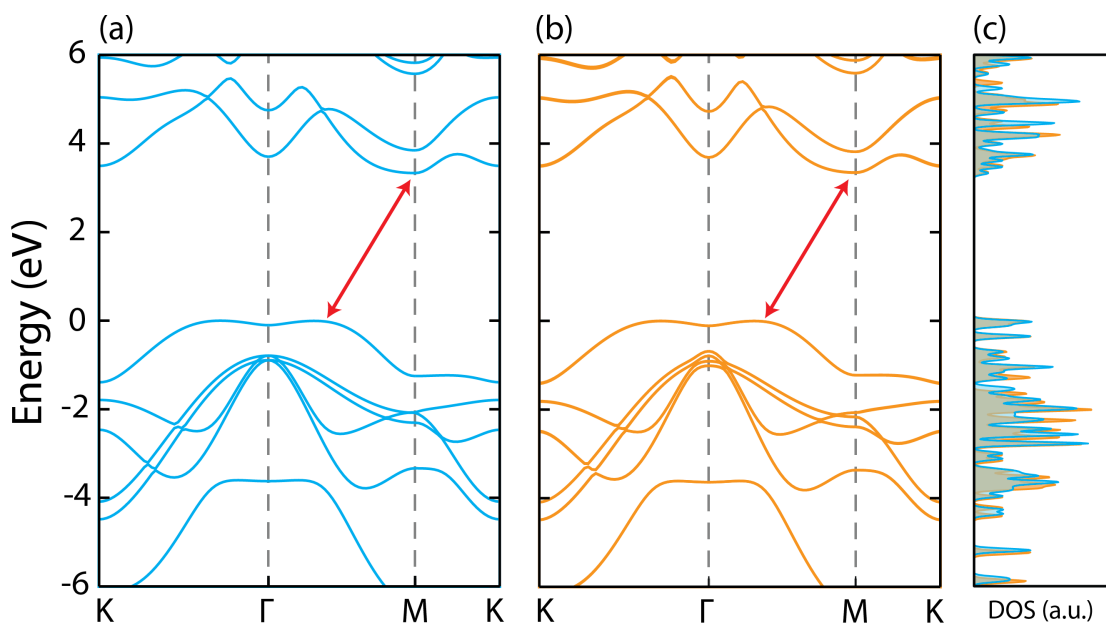 (a) (b) (c)
Energy (eV)
6
4
2
0
-2
-4
-6
K Γ M K
K Γ M K
DOS (a.u.)